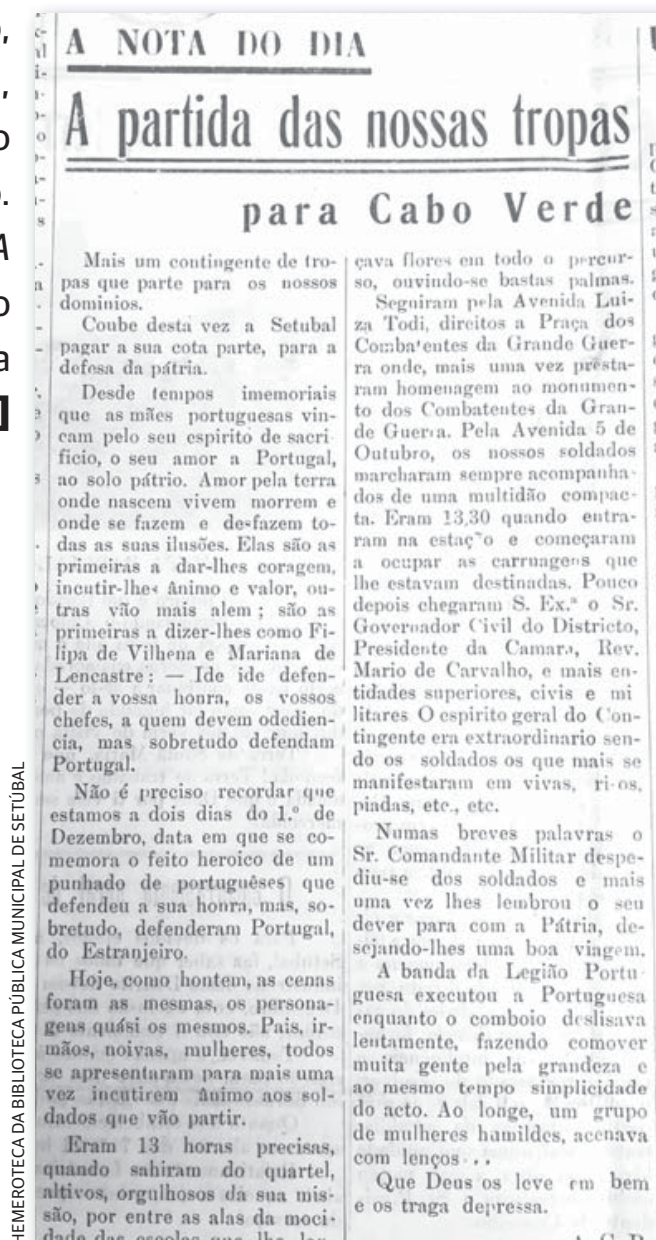 A NOTA DO DIA
A partida das nossas tropas
para Cabo Verde
Mais um contingente de tro-
pas que parte para os nossos
dominios.
Coube desta vez a Setubal
pagar a sua cota parte, para a
defesa da pátria.
Desde tempos imemoriais
que as mães portuguesas vin-
cam pelo seu espirito de sacri
ficio, o seu amor a Portugal,
ao solo pátrio. Amor pela terra
onde nascem vivem morrem e
onde se fazem e desfazem to-
das as suas ilusões. Elas são as
primeiras a dar-lhes coragem,
incutir-lhes ânimo e valor, ou-
tras vão mais alem ; são as
primeiras a dizer-lhes como Fi-
lipa de Vilhena e Mariana de
Lencastre : — Ide ide defen-
der a vossa honra, os vossos
chefes, a quem devem odedien-
cia, mas sobretudo defendam
Portugal.
Não é preciso recordar que
estamos a dois dias do 1.º de
Dezembro, data em que se co-
memora o feito heroico de um
punhado de portuguêses que
defendeu a sua honra, mas, so-
bretudo, defenderam Portugal,
do Estranjeiro.
Hoje, como hontem, as cenas
foram as mesmas, os persona-
gens quási os mesmos. Pais, ir-
mãos, noivas, mulheres, todos
se apresentaram para mais uma
vez incutirem ânimo aos sol-
dados que vão partir.
Eram 13 horas precisas,
quando sahiram do quartel,
altivos, orgulhosos da sua mis-
são, por entre as alas da moci-
dade das escolas que lhe lan-
çava flores em todo o percur-
so, ouvindo-se bastas palmas.
Seguiram pela Avenida Lui-
za Todi, direitos a Praça dos
Comba'entes da Grande Guer-
ra onde, mais uma vez presta-
ram homenagem ao monumen-
to dos Combatentes da Gran-
de Guerra. Pela Avenida 5 de
Outubro, os nossos soldados
marcharam sempre acompanha-
dos de uma multidão compac-
ta. Eram 13,30 quando entra-
ram na estaç~o e começaram
a ocupar as carruagens que
lhe estavam destinadas. Pouco
depois chegaram S. Ex.ª o Sr.
Governador Civil do Districto,
Presidente da Camara, Rev.
Mario de Carvalho, e mais en-
tidades superiores, civis e mi
litares O espirito geral do Con-
tingente era extraordinario sen-
do os soldados os que mais se
manifestaram em vivas, ri os,
piadas, etc., etc.
Numas breves palavras o
Sr. Comandante Militar despe-
diu-se dos soldados e mais
uma vez lhes lembrou o seu
dever para com a Pátria, de-
sejando-lhes uma boa viagem.
A banda da Legião Portu
guesa executou a Portuguesa
enquanto o comboio deslisava
lentamente, fazendo comover
muita gente pela grandeza e
ao mesmo tempo simplicidade
do acto. Ao longe, um grupo
de mulheres humildes, acenava
com lenços . . .
Que Deus os leve em bem
e os traga depressa.
HEMEROTECA DA BIBLIOTECA PÚBLICA MUNICIPAL DE SETÚBAL